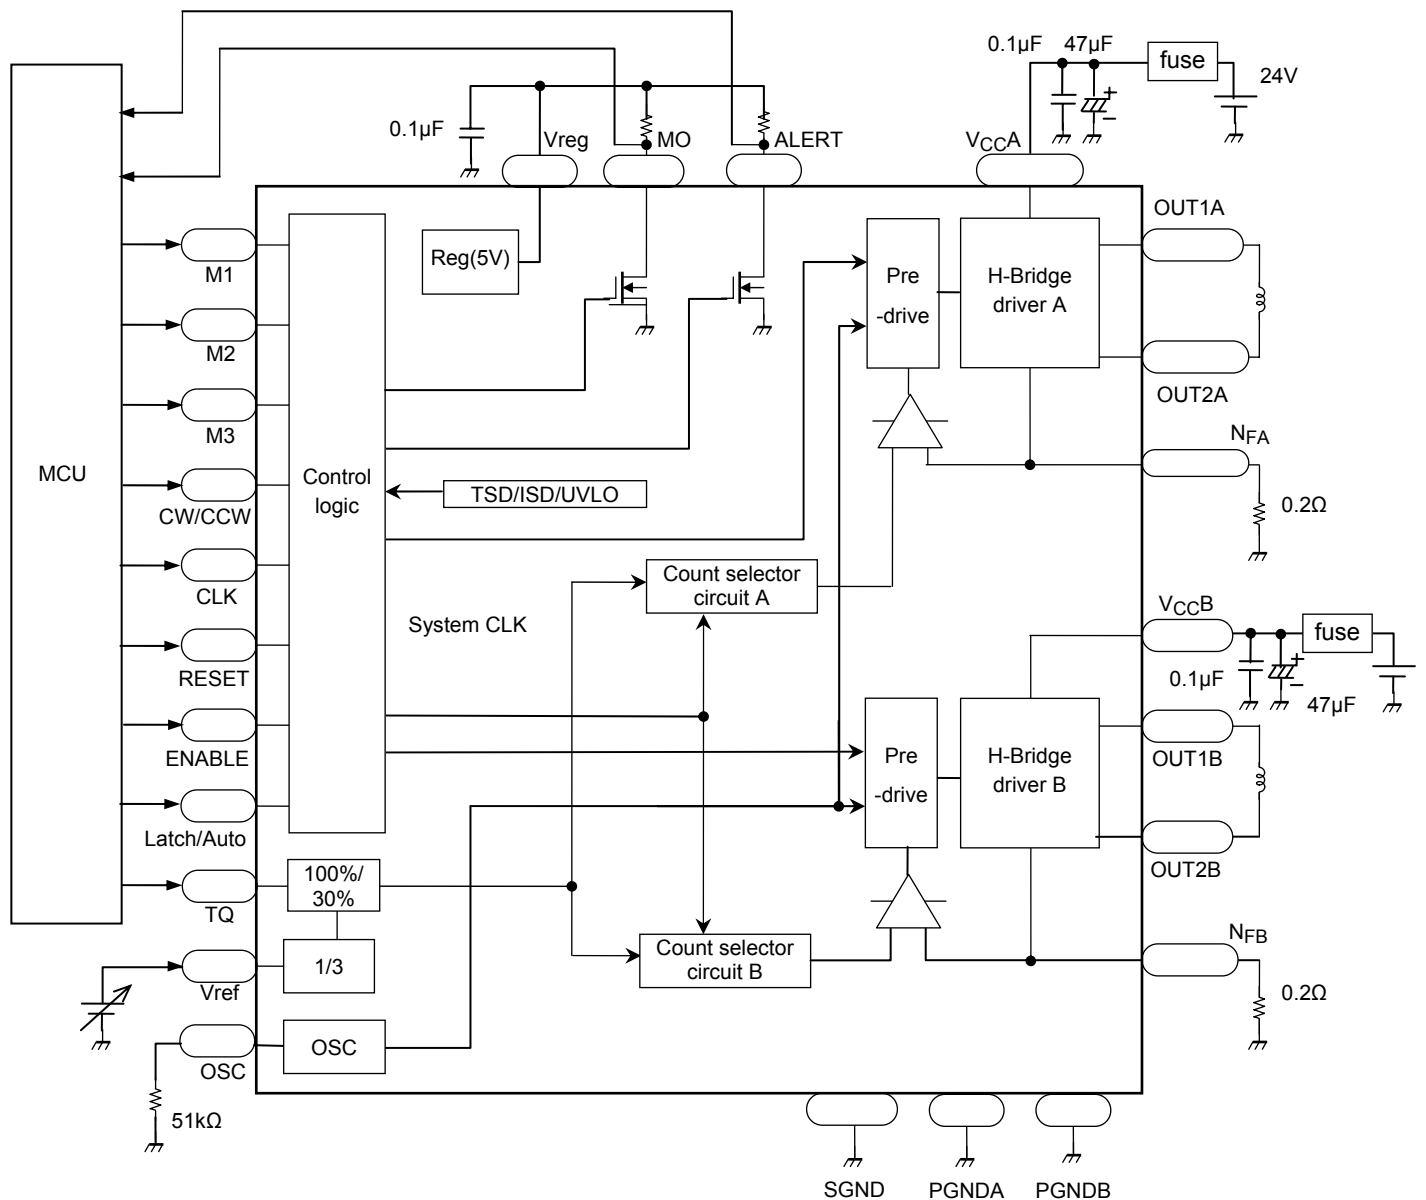 0.1µF
47µF
fuse
24V
0.1µF
Vreg
MO
ALERT
VCCA
OUT1A
M1
Reg(5V)
Pre
-drive
H-Bridge
driver A
M2
OUT2A
M3
NFA
MCU
Control
logic
TSD/ISD/UVLO
CW/CCW
0.2Ω
CLK
Count selector
circuit A
System CLK
VCCB
fuse
RESET
0.1µF
47µF
ENABLE
Pre
-drive
H-Bridge
driver B
OUT1B
Latch/Auto
100%/
30%
OUT2B
TQ
NFB
1/3
Count selector
circuit B
Vref
0.2Ω
OSC
OSC
51kΩ
SGND
PGNDA
PGNDB